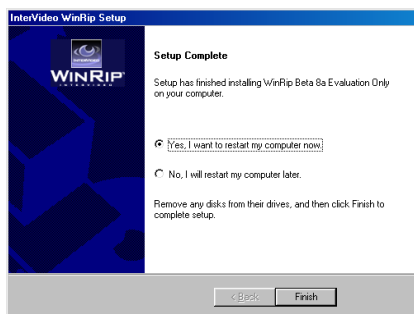 InterVideo WinRip Setup
INTERVIDEO
WINRIP
INTERVIDEO
Setup Complete
Setup has finished installing WinRip Beta 8a Evaluation Only
on your computer.
Yes, I want to restart my computer now.
No, I will restart my computer later.
Remove any disks from their drives, and then click Finish to
complete setup.
< Back
Finish